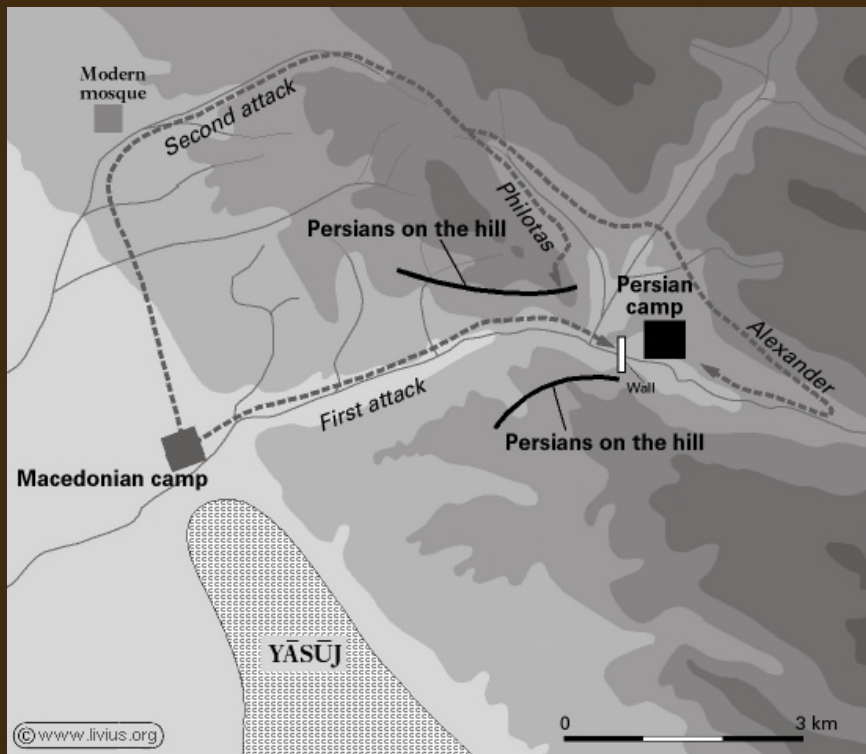 Modern
mosque
Second attack
Philotas
Persians on the hill
Persian
camp
Alexander
Wall
First attack
Persians on the hill
Macedonian camp
YĀSŪJ
0 3 km
© www.livius.org